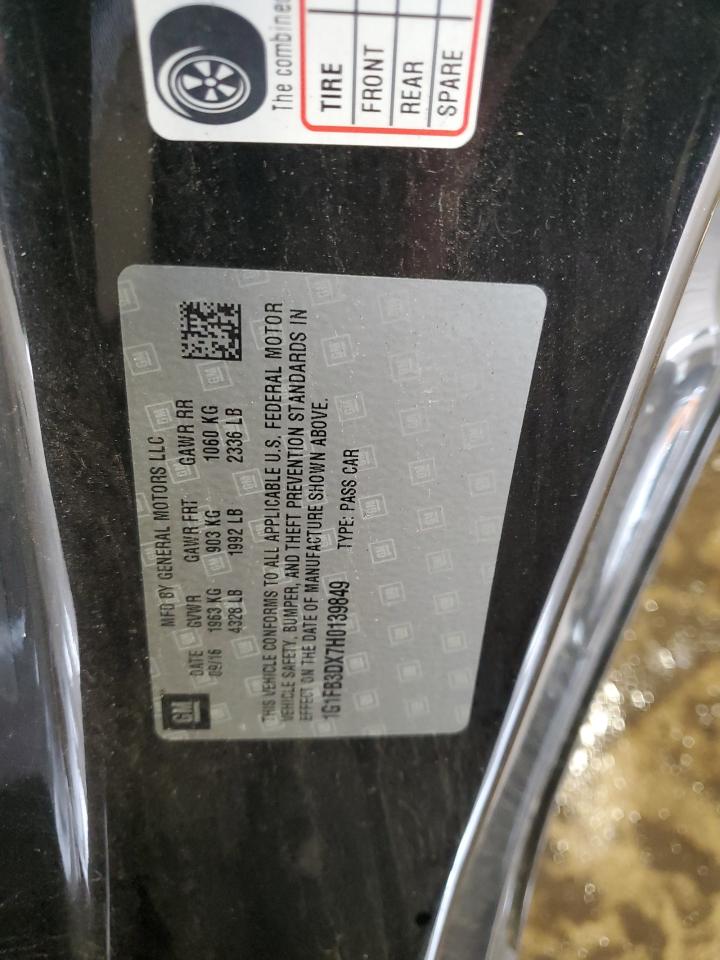 The combined
TIRE
FRONT
REAR
SPARE
GM
MFD BY GENERAL MOTORS LLC
DATE GVWR GAWR FRT GAWR RR
09/16 1963 KG 903 KG 1060 KG
4328 LB 1992 LB 2336 LB
THIS VEHICLE CONFORMS TO ALL APPLICABLE U.S. FEDERAL MOTOR
VEHICLE SAFETY, BUMPER, AND THEFT PREVENTION STANDARDS IN
EFFECT ON THE DATE OF MANUFACTURE SHOWN ABOVE.
1G1FB3DX7H0139849 TYPE: PASS CAR